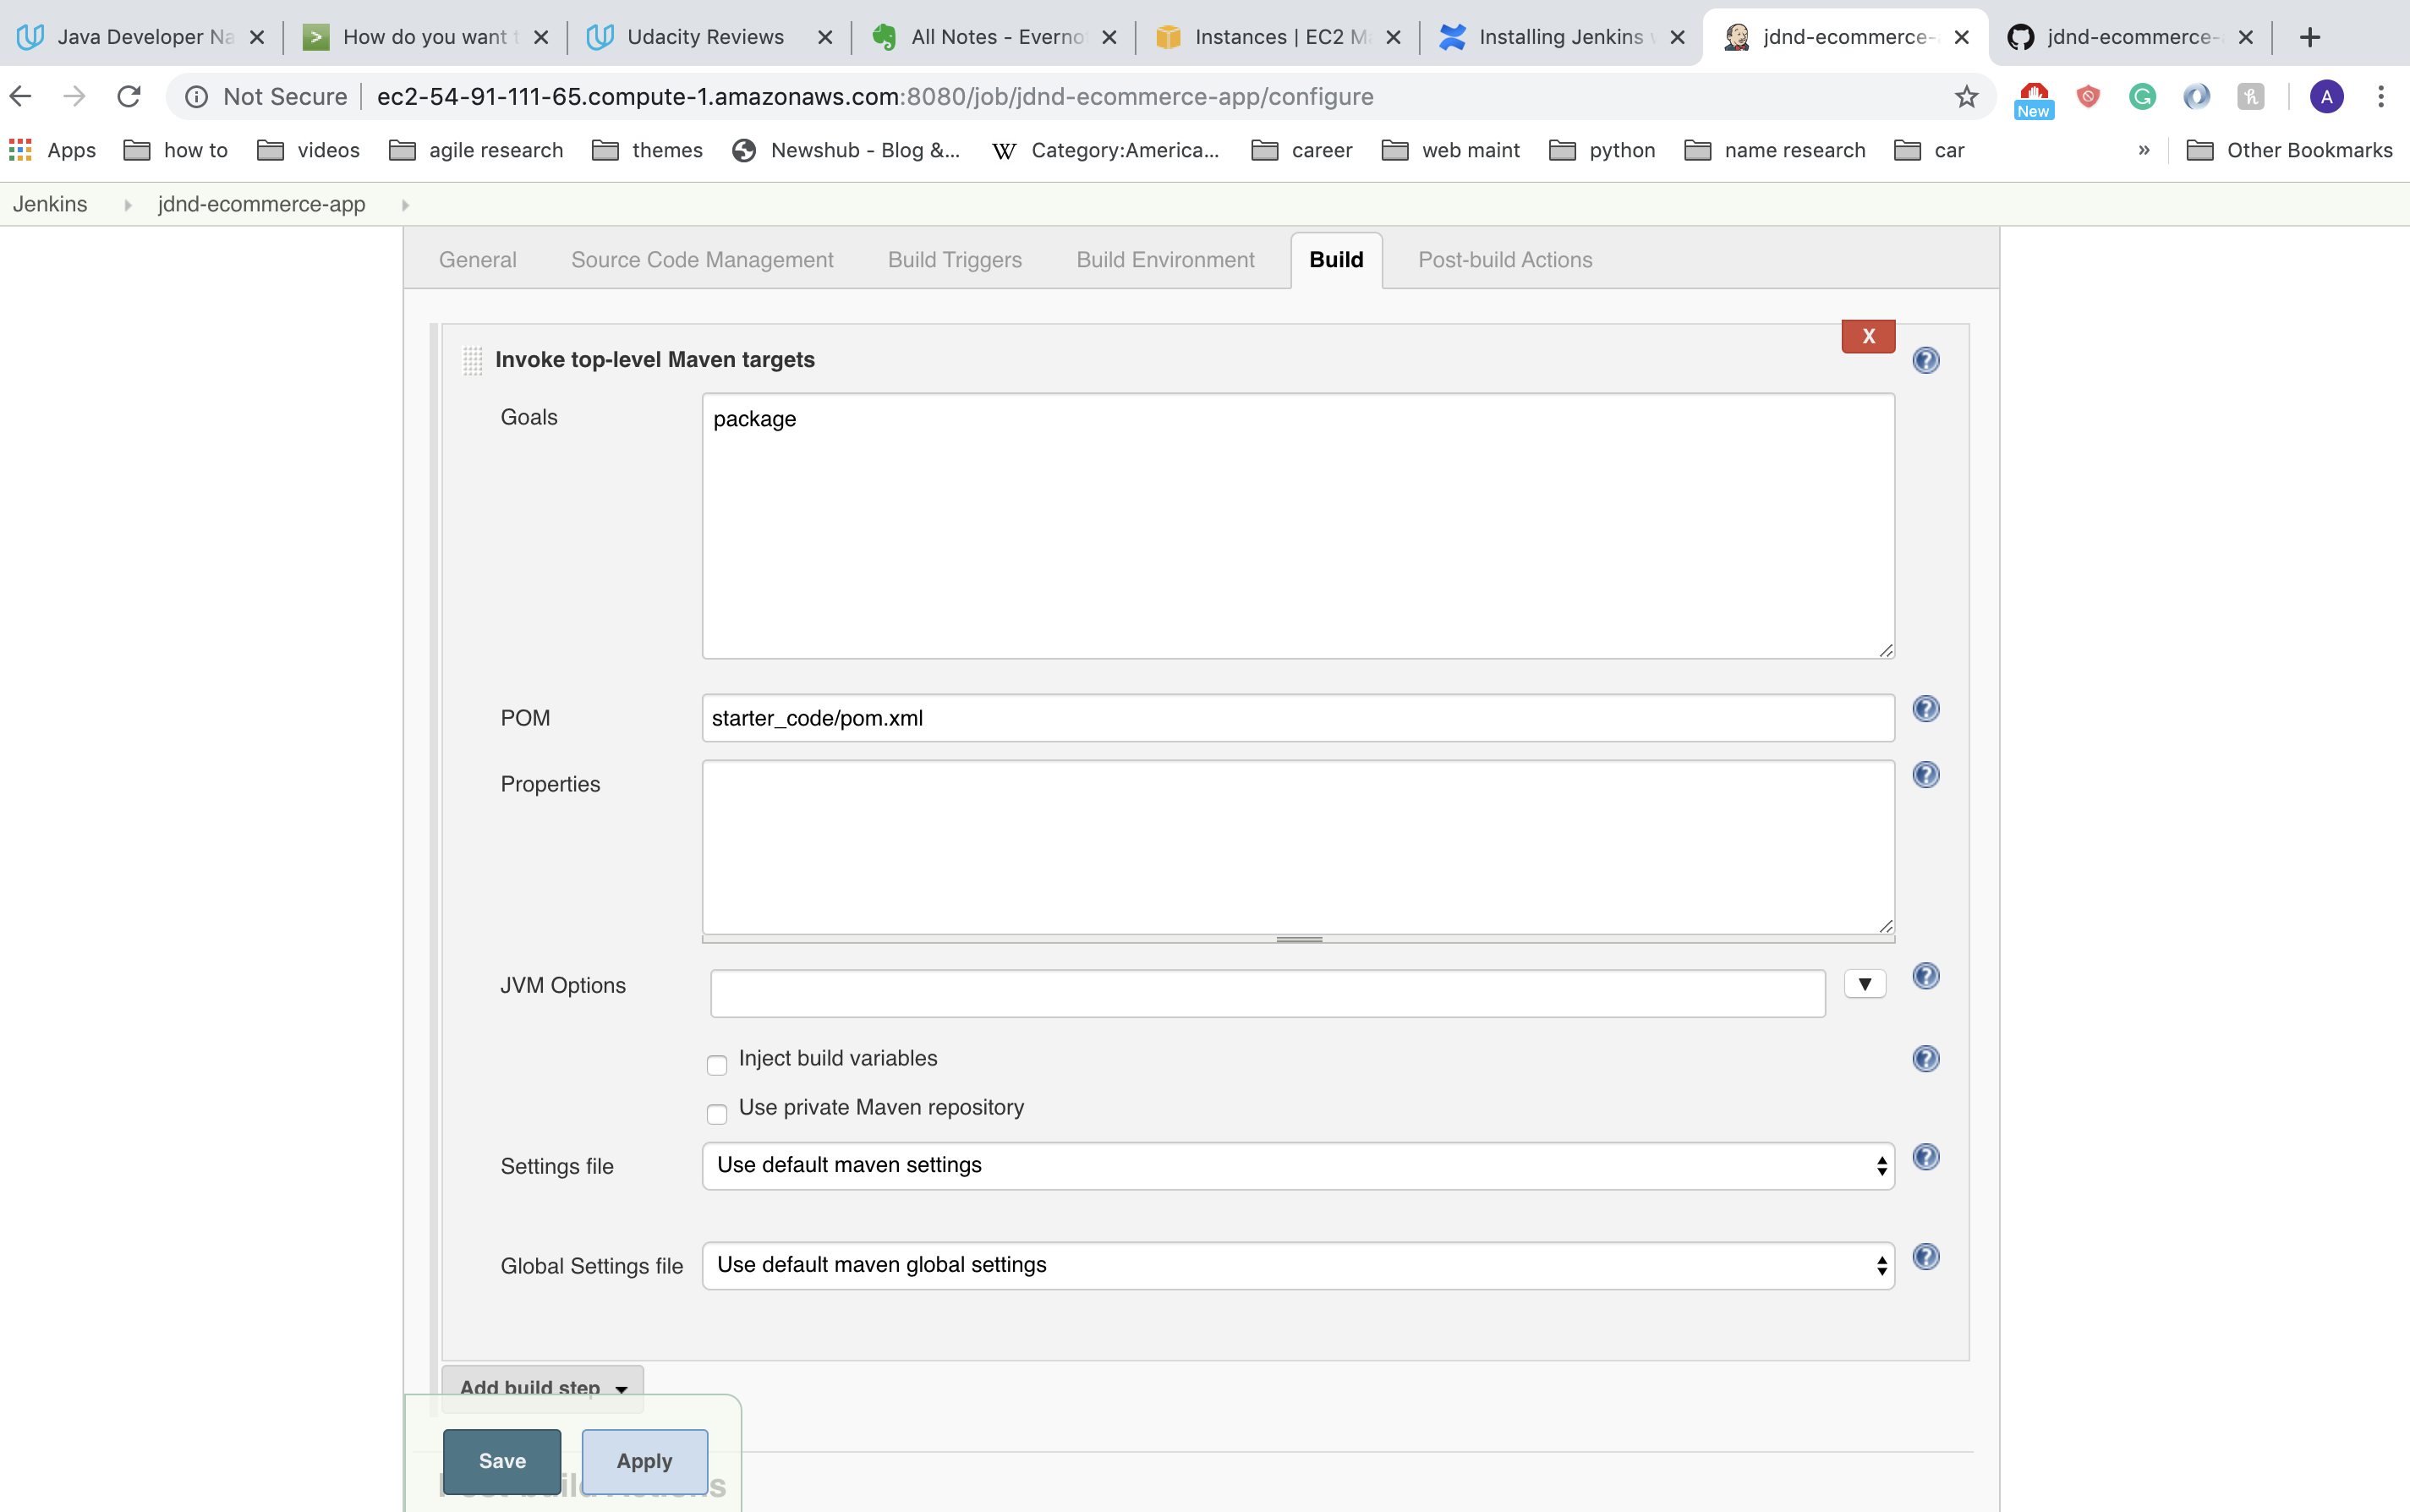 Java Developer Na
How do you want t
Udacity Reviews
All Notes - Everno
Instances | EC2 Ma
Installing Jenkins w
jdnd-ecommerce-a
jdnd-ecommerce-a
Not Secure ec2-54-91-111-65.compute-1.amazonaws.com:8080/job/jdnd-ecommerce-app/configure
New
A
Apps how to videos agile research themes Newshub - Blog &... W Category:America... career web maint python name research car » Other Bookmarks
Jenkins jdnd-ecommerce-app
General Source Code Management Build Triggers Build Environment Build Post-build Actions
X
Invoke top-level Maven targets
Goals package
POM starter_code/pom.xml
Properties
JVM Options
Inject build variables
Use private Maven repository
Settings file Use default maven settings
Global Settings file Use default maven global settings
Add build step
Save Apply
Post-build Actions